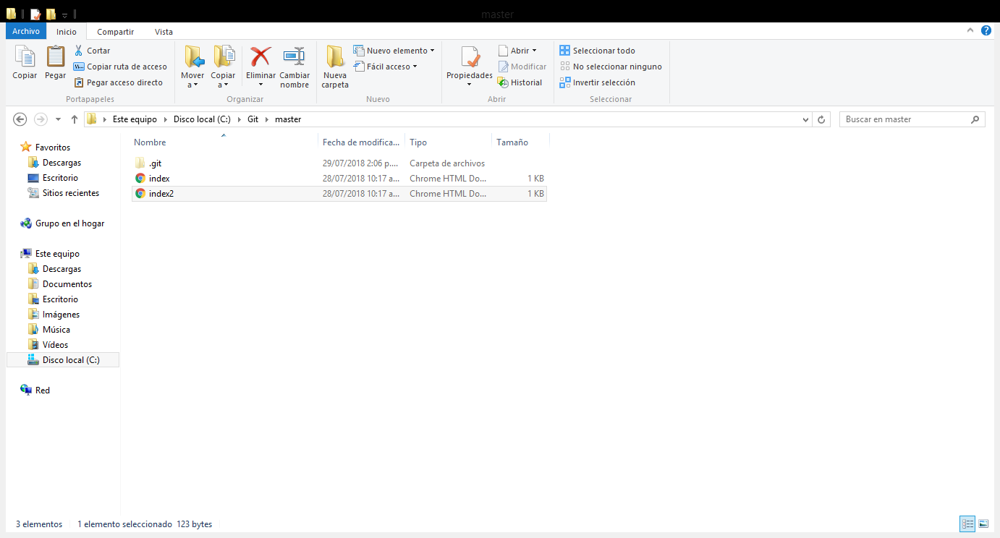 master
Archivo Inicio Compartir Vista
Copiar Pegar Cortar
Copiar ruta de acceso
Pegar acceso directo
Portapapeles
Mover a Copiar a Eliminar Cambiar nombre
Organizar
Nueva carpeta Nuevo elemento
Fácil acceso
Nuevo
Propiedades Abrir
Modificar
Historial
Abrir
Seleccionar todo
No seleccionar ninguno
Invertir selección
Seleccionar
Este equipo Disco local (C:) Git master
Buscar en master
Favoritos
Descargas
Escritorio
Sitios recientes
Grupo en el hogar
Este equipo
Descargas
Documentos
Escritorio
Imágenes
Música
Vídeos
Disco local (C:)
Red
Nombre Fecha de modifica... Tipo Tamaño
.git 29/07/2018 2:06 p.... Carpeta de archivos
index 28/07/2018 10:17 a... Chrome HTML Do... 1 KB
index2 28/07/2018 10:17 a... Chrome HTML Do... 1 KB
3 elementos 1 elemento seleccionado 123 bytes